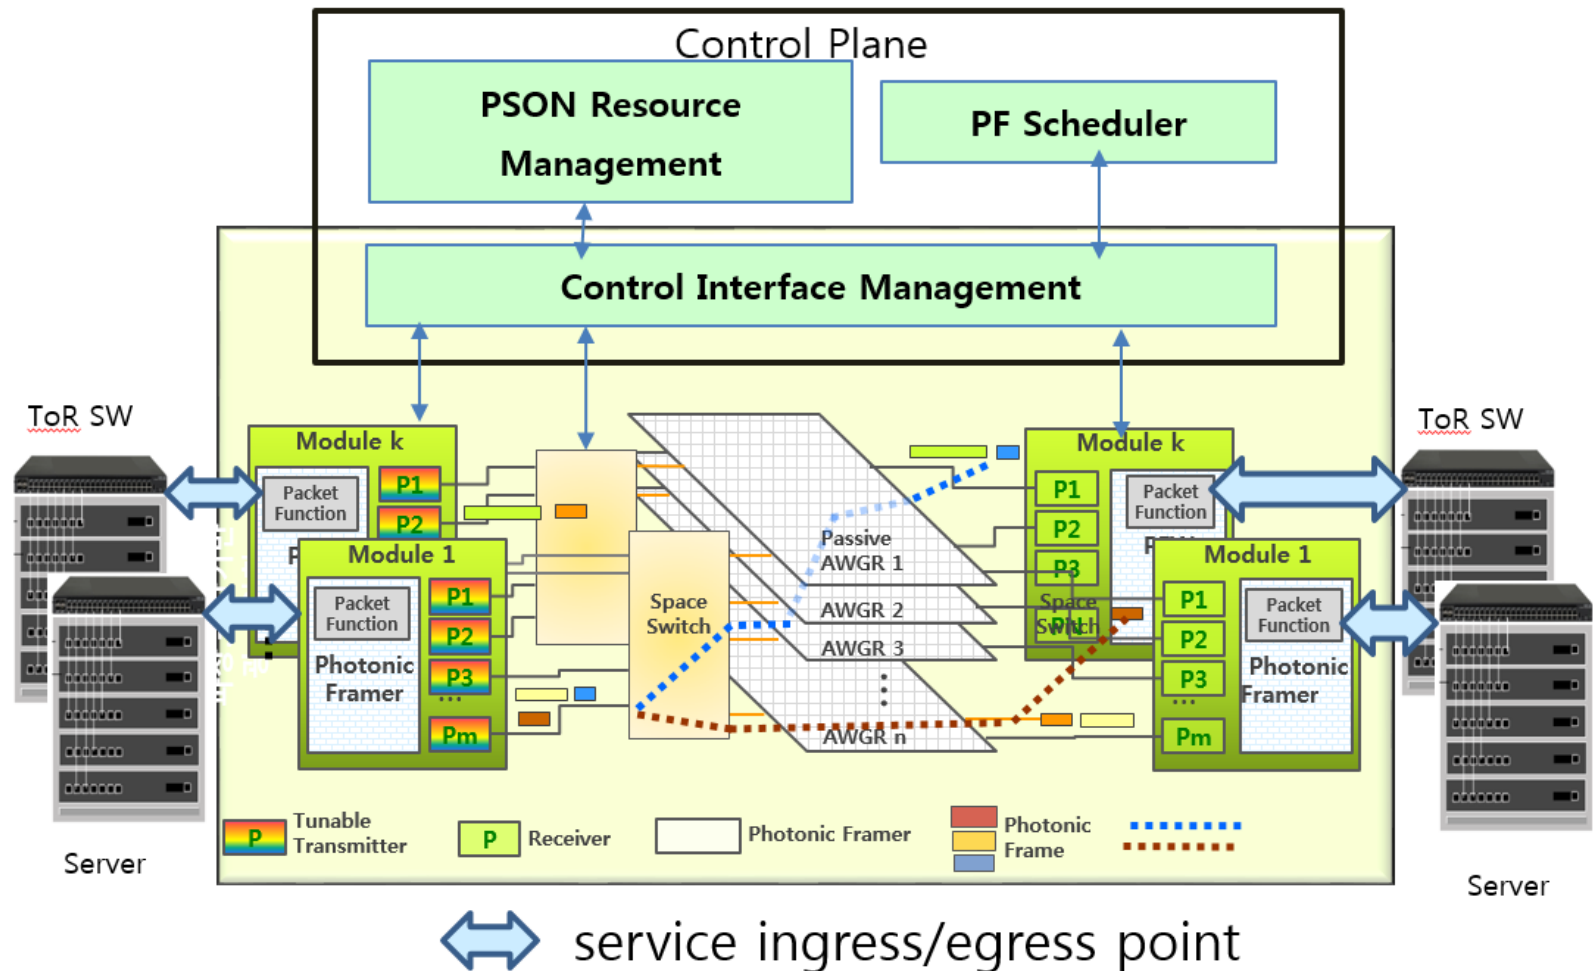 Control Plane
PSON Resource
Management
PF Scheduler
Control Interface Management
ToR SW
ToR SW
Module k
Packet
Function
P1
P2
Module 1
Packet
Function
Photonic
Framer
P1
P2
P3
...
Pm
Space
Switch
Passive
AWGR 1
AWGR 2
AWGR 3
AWGR n
Module k
P1
P2
P3
Space
Switch
Packet
Function
Module 1
P1
P2
P3
...
Pm
Packet
Function
Photonic
Framer
P
Tunable
Transmitter
P
Receiver
Photonic Framer
Photonic
Frame
Server
Server
service ingress/egress point